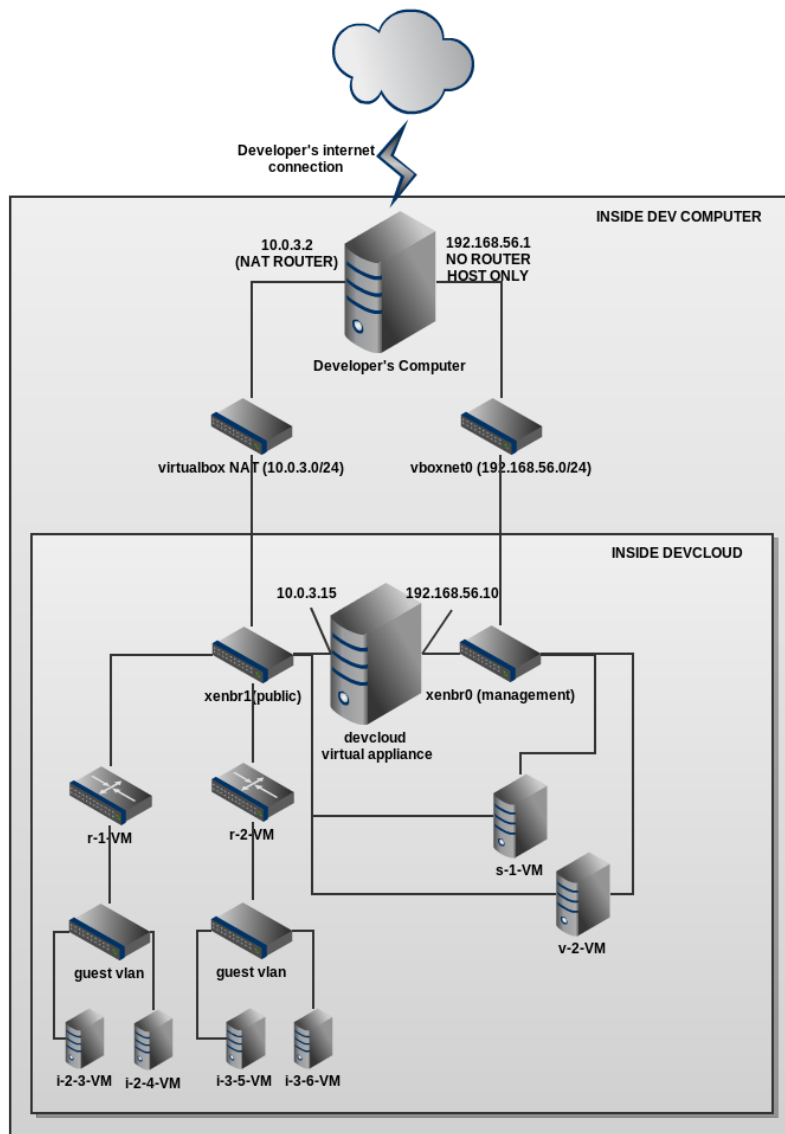 Developer's internet
connection
INSIDE DEV COMPUTER
10.0.3.2
(NAT ROUTER)
192.168.56.1
NO ROUTER
HOST ONLY
Developer's Computer
virtualbox NAT (10.0.3.0/24)
vboxnet0 (192.168.56.0/24)
INSIDE DEVCLOUD
10.0.3.15
192.168.56.10
xenbr1(public)
xenbr0 (management)
devcloud
virtual appliance
r-1-VM
r-2-VM
s-1-VM
v-2-VM
guest vlan
guest vlan
i-2-3-VM
i-2-4-VM
i-3-5-VM
i-3-6-VM